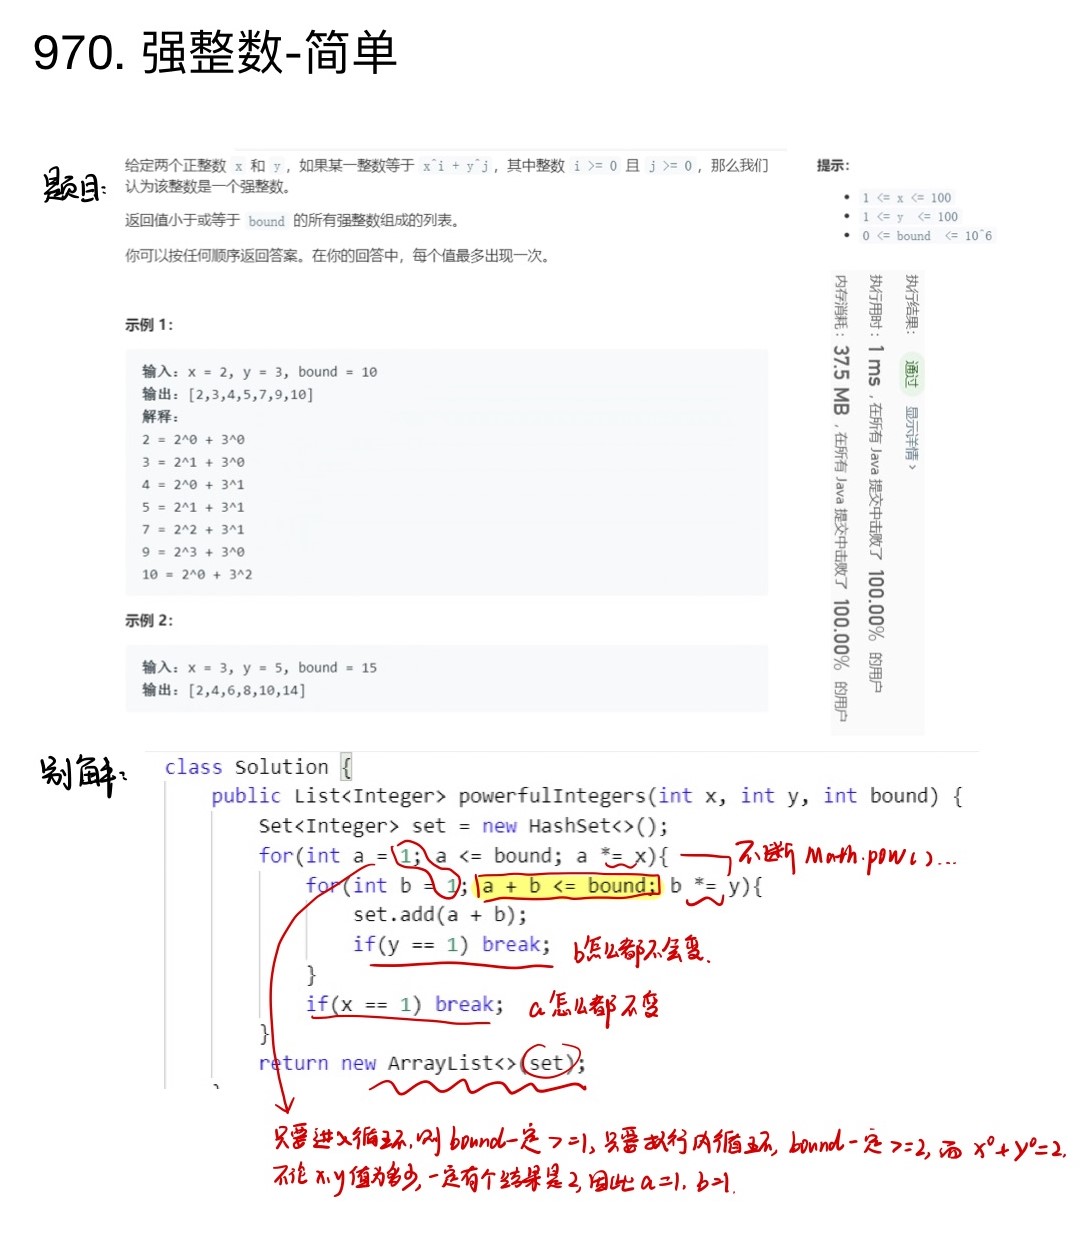 970. 强整数-简单
题目:
给定两个正整数 x 和 y，如果某一整数等于 x^i + y^j，其中整数 i >= 0 且 j >= 0，那么我们
认为该整数是一个强整数。
返回值小于或等于 bound 的所有强整数组成的列表。
你可以按任何顺序返回答案。在你的回答中，每个值最多出现一次。
提示：
• 1 <= x <= 100
• 1 <= y <= 100
• 0 <= bound <= 10^6
执行结果： 通过 显示详情 >
执行用时：1 ms，在所有 Java 提交中击败了 100.00% 的用户
内存消耗：37.5 MB，在所有 Java 提交中击败了 100.00% 的用户
示例 1：
输入：x = 2, y = 3, bound = 10
输出：[2,3,4,5,7,9,10]
解释：
2 = 2^0 + 3^0
3 = 2^1 + 3^0
4 = 2^0 + 3^1
5 = 2^1 + 3^1
7 = 2^2 + 3^1
9 = 2^3 + 3^0
10 = 2^0 + 3^2
示例 2：
输入：x = 3, y = 5, bound = 15
输出：[2,4,6,8,10,14]
别解:
class Solution {
public List<Integer> powerfulIntegers(int x, int y, int bound) {
Set<Integer> set = new HashSet<>();
for(int a = 1; a <= bound; a *= x){
不断 Math.pow()...
for(int b = 1; a + b <= bound; b *= y){
set.add(a + b);
if(y == 1) break;
b怎么都不会变.
}
if(x == 1) break;
a怎么都不变
}
return new ArrayList<>(set);
只要进入循环,则 bound一定>=1,只要执行内循环, bound一定>=2,而 x⁰+y⁰=2.
不论x,y值为多少,一定有个结果是2,因此 a=1. b=1.